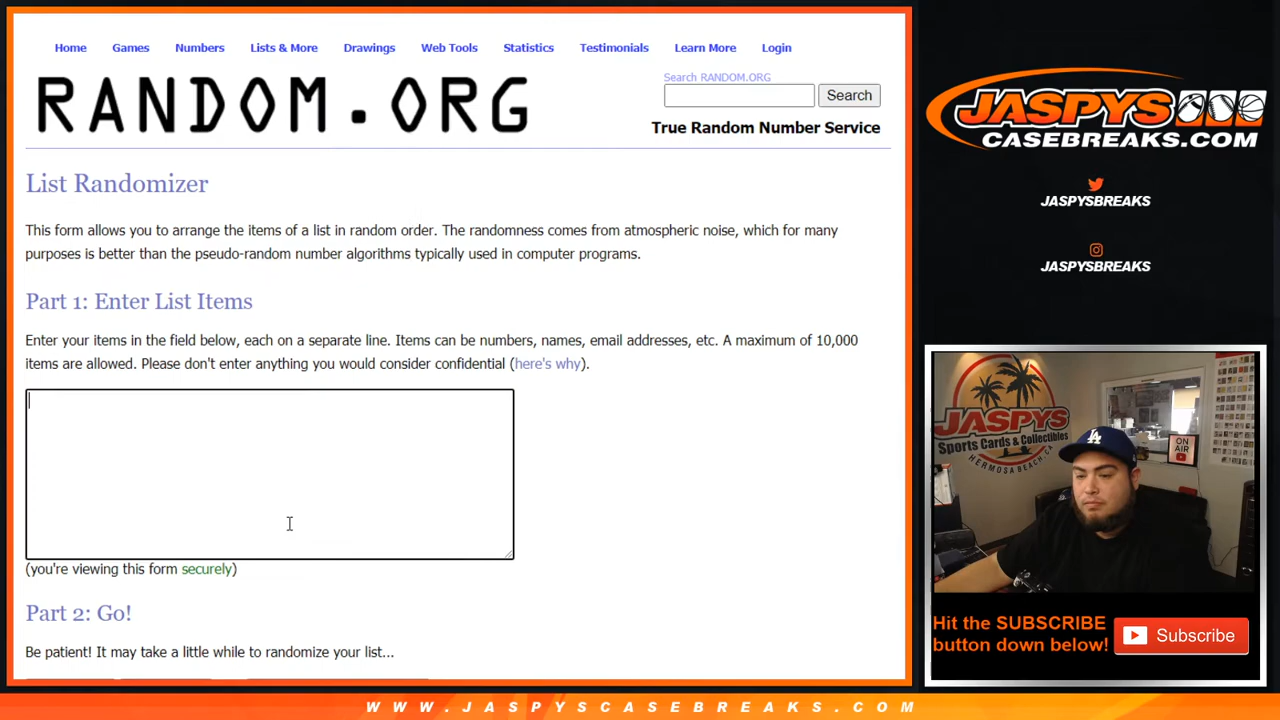 Home Games Numbers Lists & More Drawings Web Tools Statistics Testimonials Learn More Login
RANDOM.ORG
Search RANDOM.ORG
Search
True Random Number Service
List Randomizer
This form allows you to arrange the items of a list in random order. The randomness comes from atmospheric noise, which for many
purposes is better than the pseudo-random number algorithms typically used in computer programs.
Part 1: Enter List Items
Enter your items in the field below, each on a separate line. Items can be numbers, names, email addresses, etc. A maximum of 10,000
items are allowed. Please don't enter anything you would consider confidential (here's why).
(you're viewing this form securely)
Part 2: Go!
Be patient! It may take a little while to randomize your list...
JASPYS
CASEBREAKS.COM
JASPYSBREAKS
JASPYSBREAKS
JASPYS
Sports Cards & Collectibles
HERMOSA BEACH, CA
ON AIR
LA
Hit the SUBSCRIBE
button down below!
Subscribe
WWW.JASPYSCASEBREAKS.COM